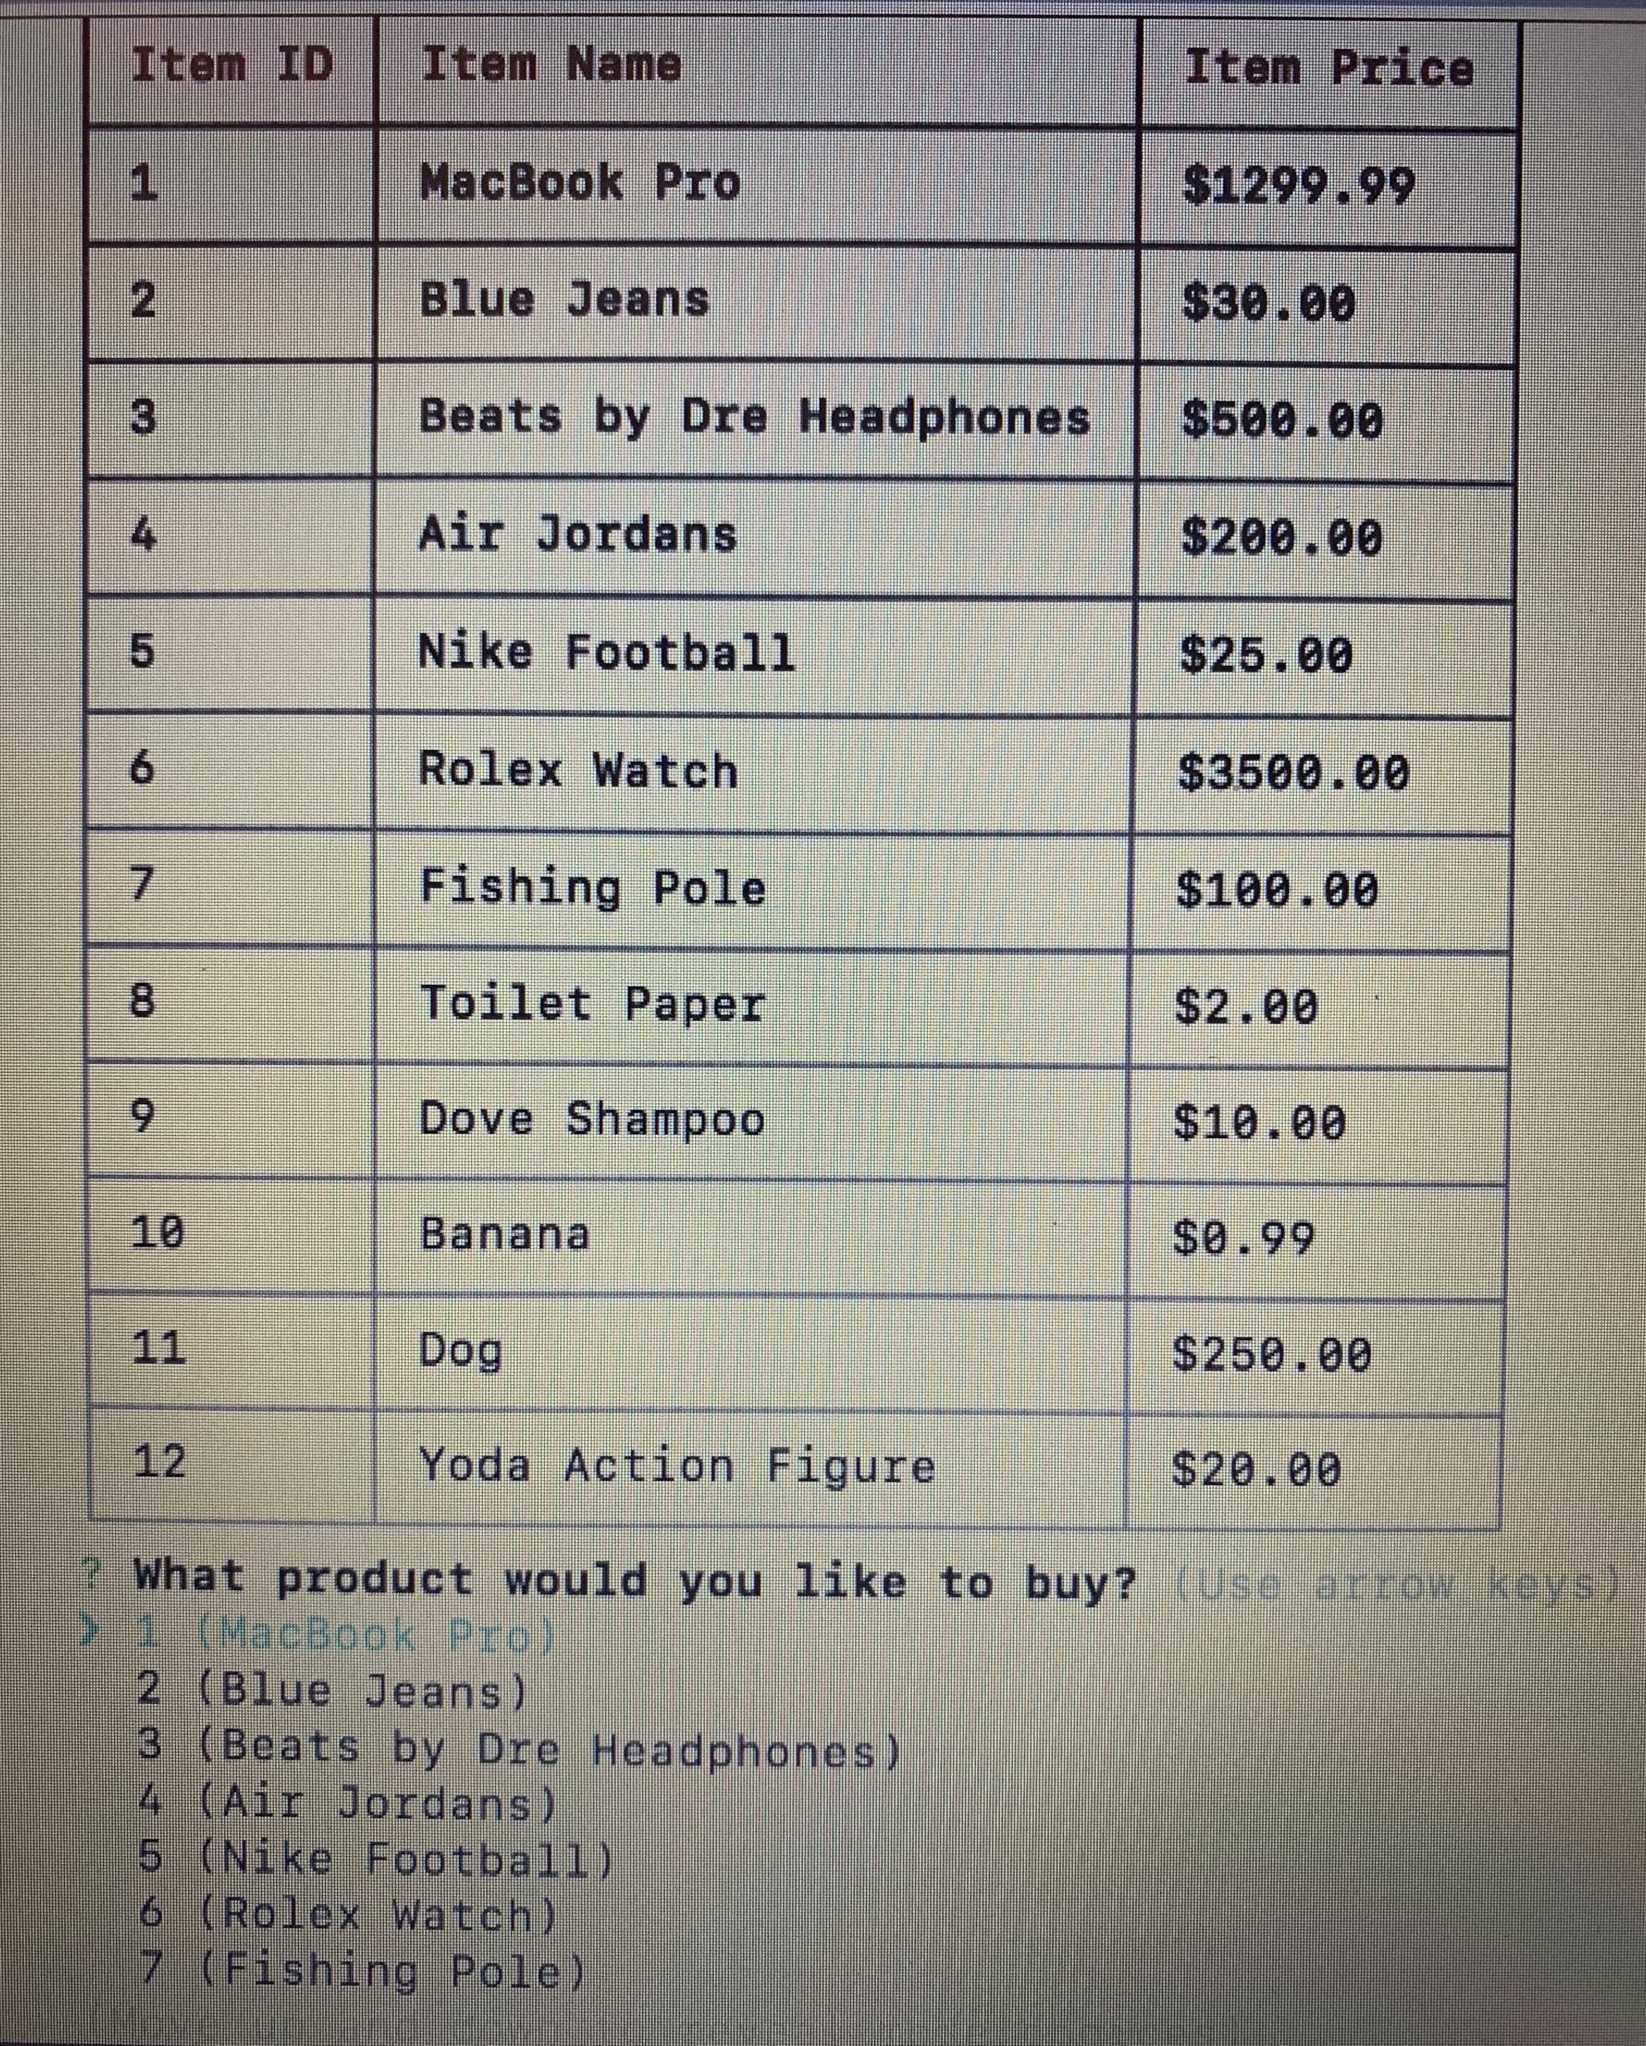 Item ID Item Name Item Price
1 MacBook Pro $1299.99
2 Blue Jeans $30.00
3 Beats by Dre Headphones $500.00
4 Air Jordans $200.00
5 Nike Football $25.00
6 Rolex Watch $3500.00
7 Fishing Pole $100.00
8 Toilet Paper $2.00
9 Dove Shampoo $10.00
10 Banana $0.99
11 Dog $250.00
12 Yoda Action Figure $20.00
? What product would you like to buy? (Use arrow keys)
❯ 1 (MacBook Pro)
2 (Blue Jeans)
3 (Beats by Dre Headphones)
4 (Air Jordans)
5 (Nike Football)
6 (Rolex Watch)
7 (Fishing Pole)